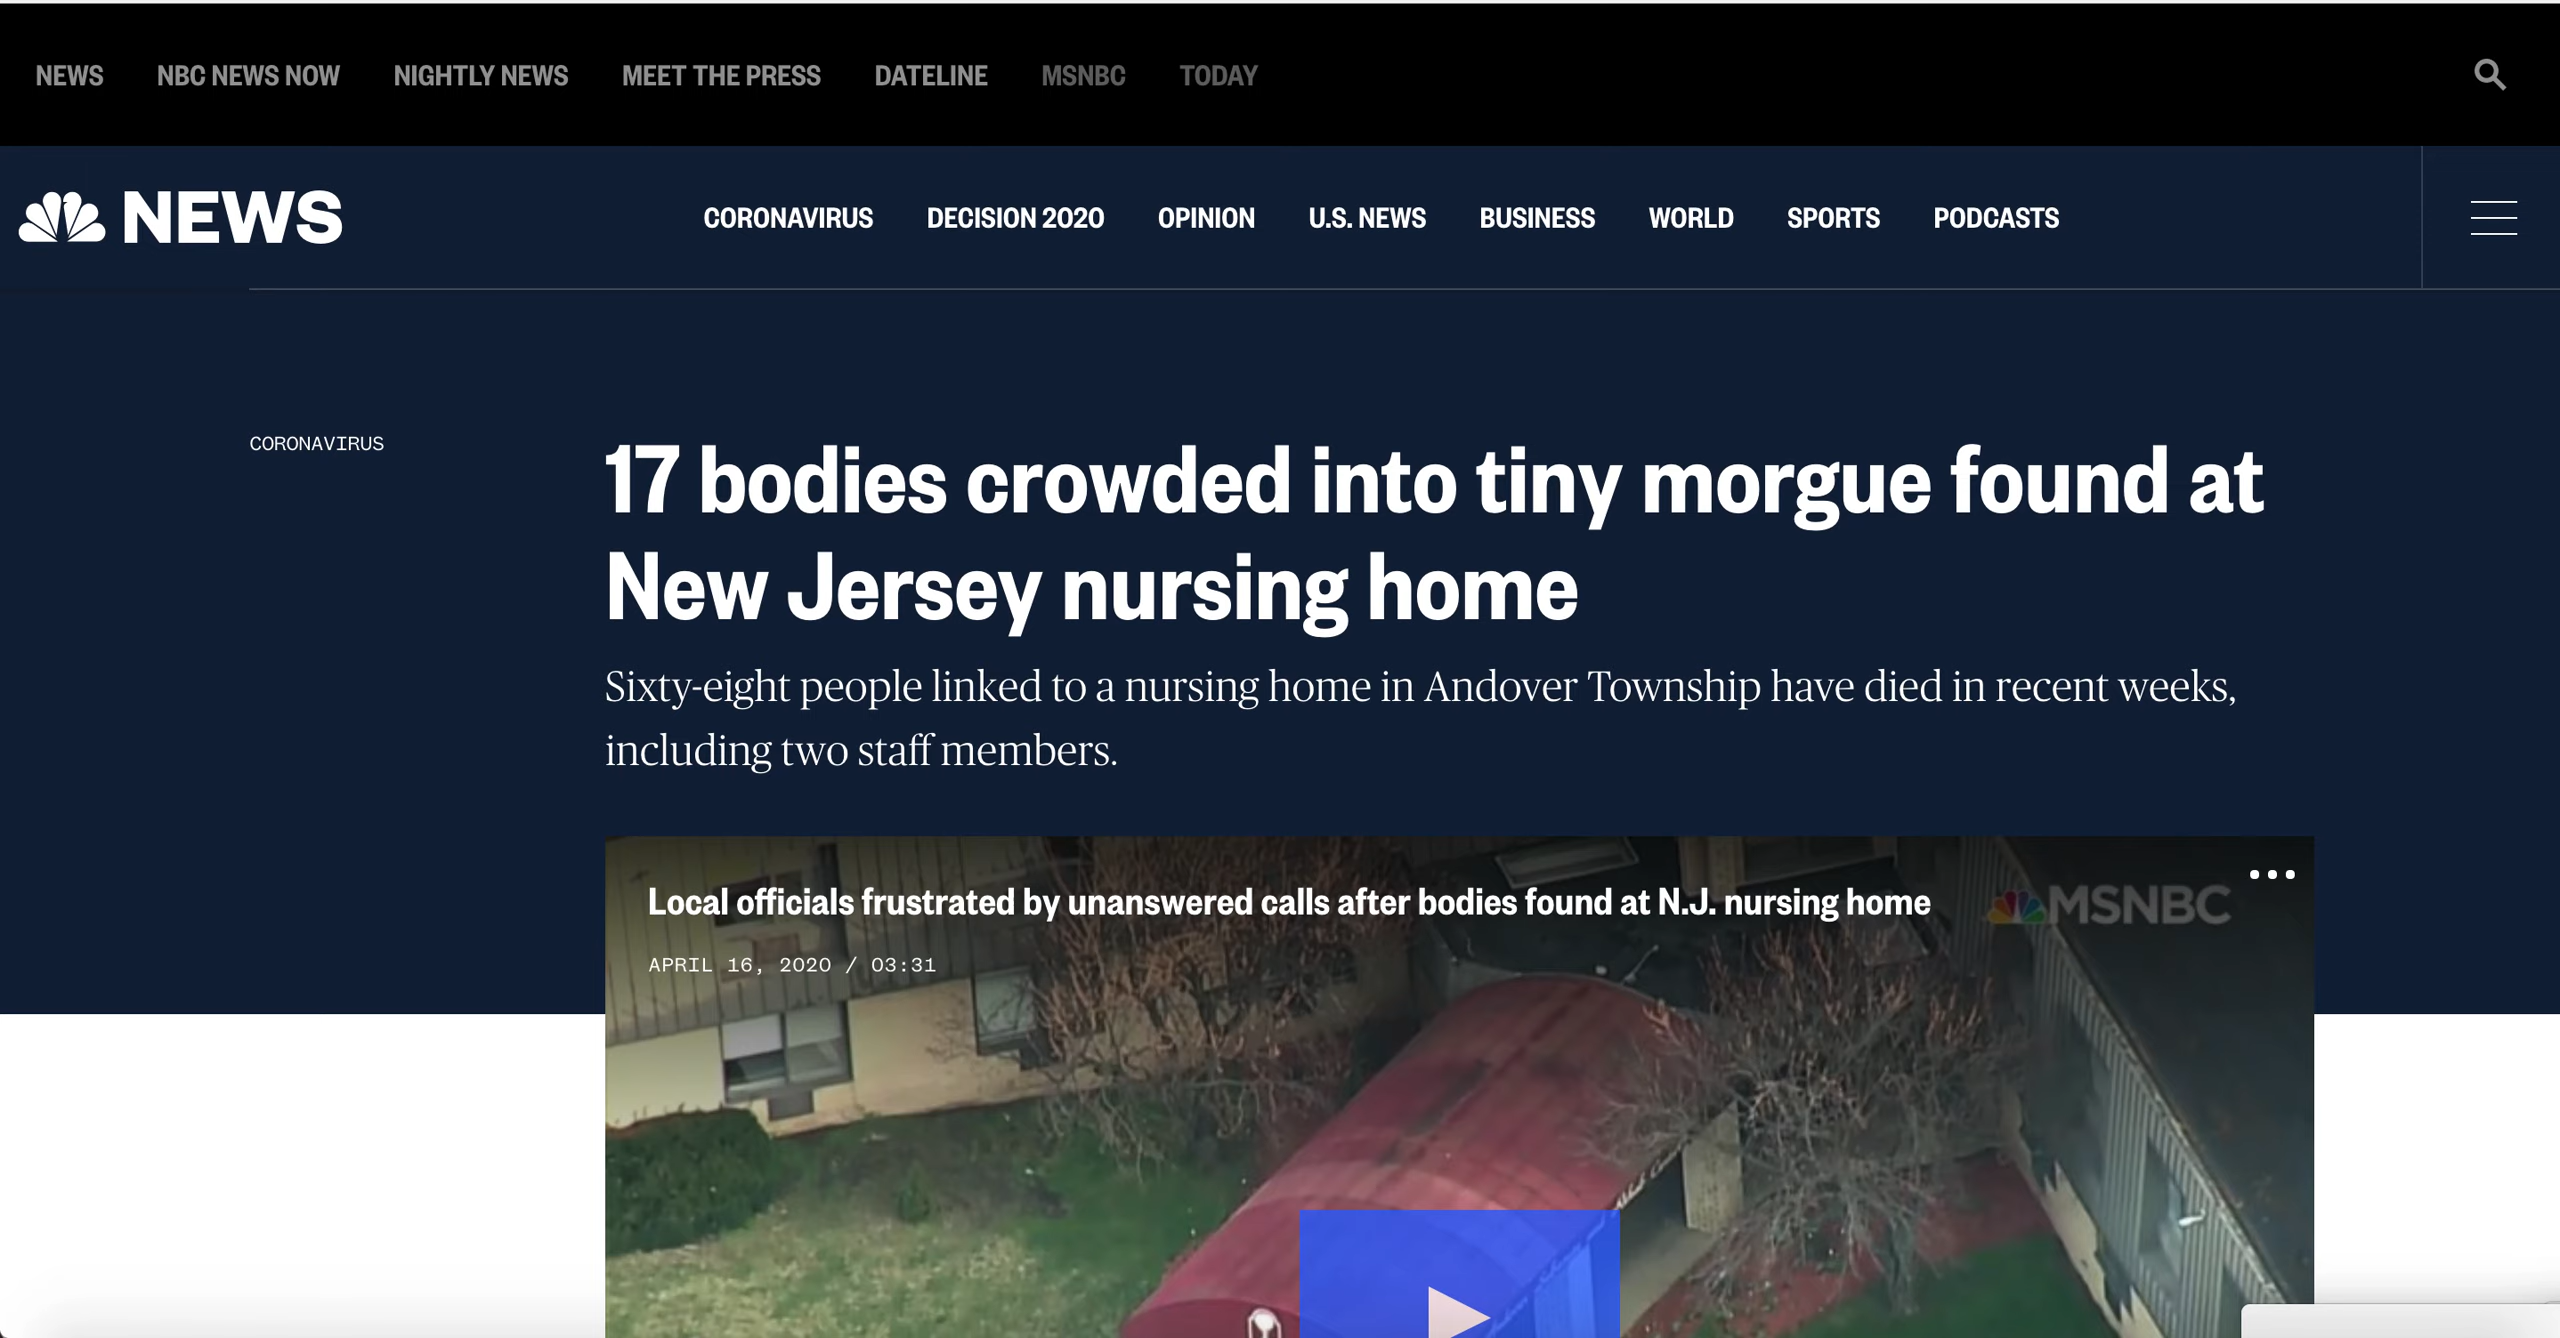 NEWS NBC NEWS NOW NIGHTLY NEWS MEET THE PRESS DATELINE MSNBC TODAY
NEWS CORONAVIRUS DECISION 2020 OPINION U.S. NEWS BUSINESS WORLD SPORTS PODCASTS
CORONAVIRUS
17 bodies crowded into tiny morgue found at
New Jersey nursing home
Sixty-eight people linked to a nursing home in Andover Township have died in recent weeks,
including two staff members.
Local officials frustrated by unanswered calls after bodies found at N.J. nursing home
MSNBC
APRIL 16, 2020 / 03:31